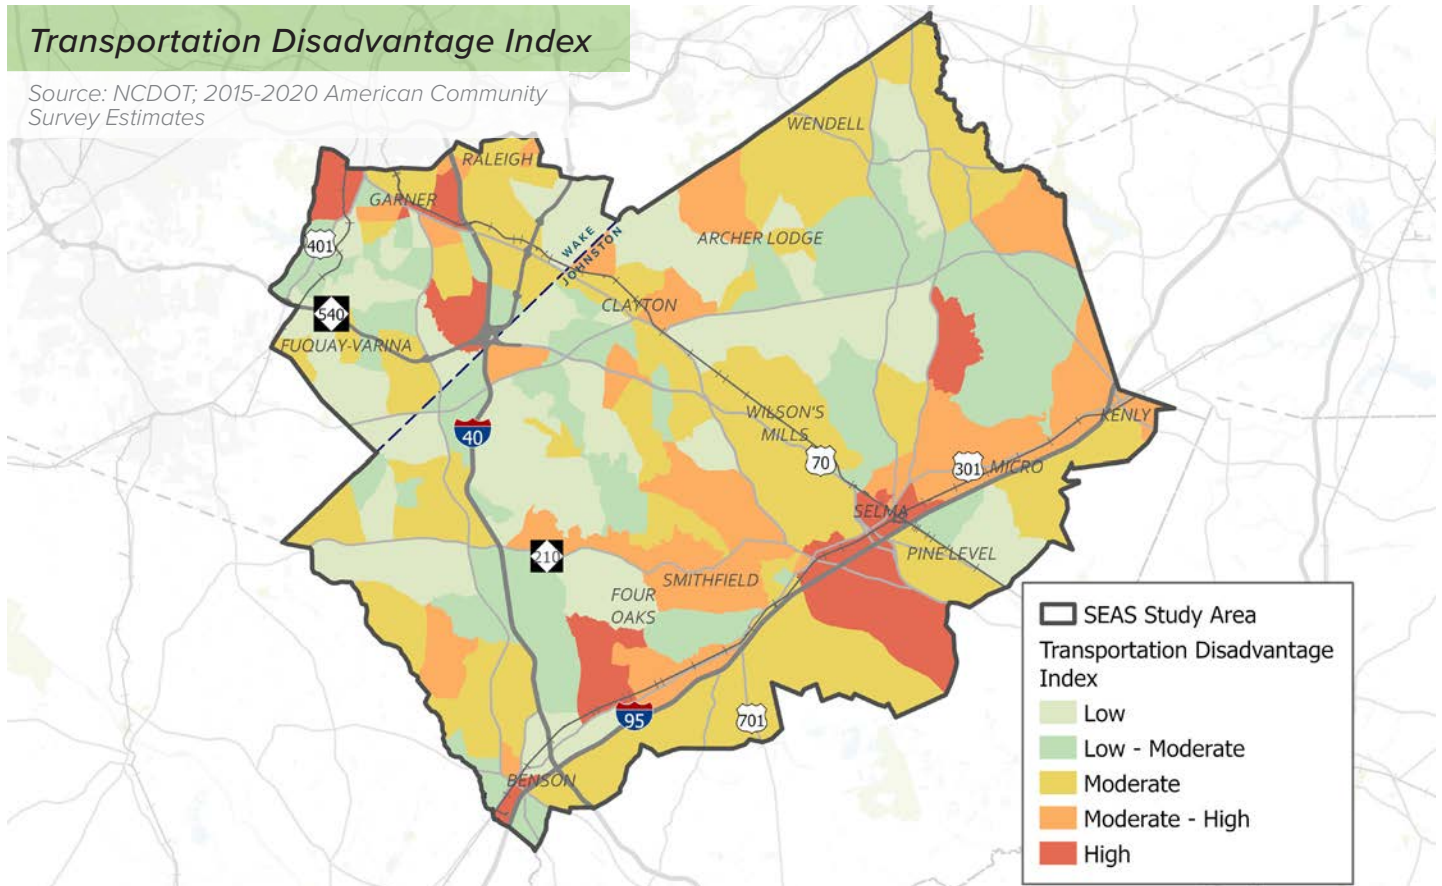 Transportation Disadvantage Index
Source: NCDOT; 2015-2020 American Community
Survey Estimates
WENDELL
RALEIGH
GARNER
401
WAKE
JOHNSTON
ARCHER LODGE
CLAYTON
540
FUQUAY-VARINA
40
WILSON'S
MILLS
70
KENLY
301
MICRO
SELMA
PINE LEVEL
210
SMITHFIELD
FOUR
OAKS
95
701
BENSON
SEAS Study Area
Transportation Disadvantage
Index
Low
Low - Moderate
Moderate
Moderate - High
High